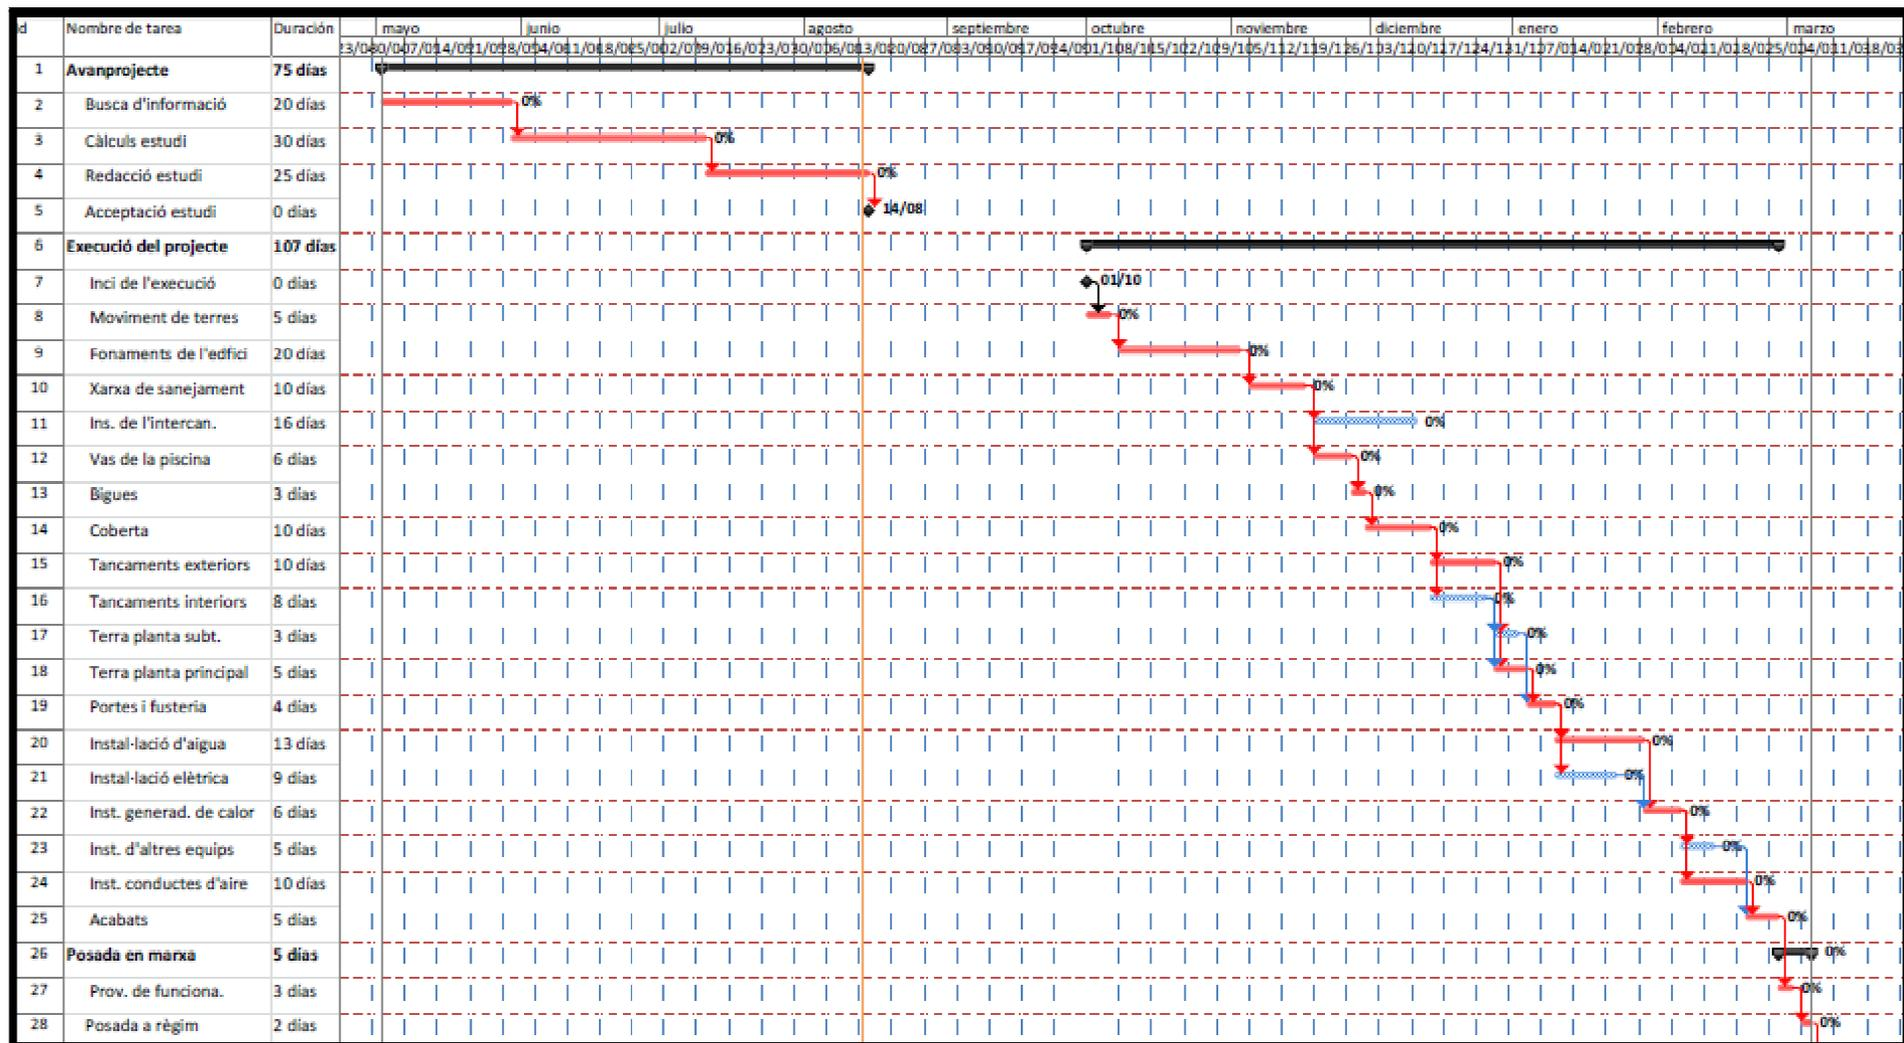 Id Nombre de tarea Duración mayo junio julio agosto septiembre octubre noviembre diciembre enero febrero marzo
1 Avanprojecte 75 días
2 Busca d'informació 20 días 0%
3 Càlculs estudi 30 días 0%
4 Redacció estudi 25 días 0%
5 Acceptació estudi 0 días 14/08
6 Execució del projecte 107 días
7 Inci de l'execució 0 días 01/10
8 Moviment de terres 5 días 0%
9 Fonaments de l'edfici 20 días 0%
10 Xarxa de sanejament 10 días 0%
11 Ins. de l'intercan. 16 días 0%
12 Vas de la piscina 6 días 0%
13 Bigues 3 días 0%
14 Coberta 10 días 0%
15 Tancaments exteriors 10 días 0%
16 Tancaments interiors 8 días 0%
17 Terra planta subt. 3 días 0%
18 Terra planta principal 5 días 0%
19 Portes i fusteria 4 días 0%
20 Instal·lació d'aigua 13 días 0%
21 Instal·lació elètrica 9 días 0%
22 Inst. generad. de calor 6 días 0%
23 Inst. d'altres equips 5 días 0%
24 Inst. conductes d'aire 10 días 0%
25 Acabats 5 días 0%
26 Posada en marxa 5 días 0%
27 Prov. de funciona. 3 días 0%
28 Posada a règim 2 días 0%